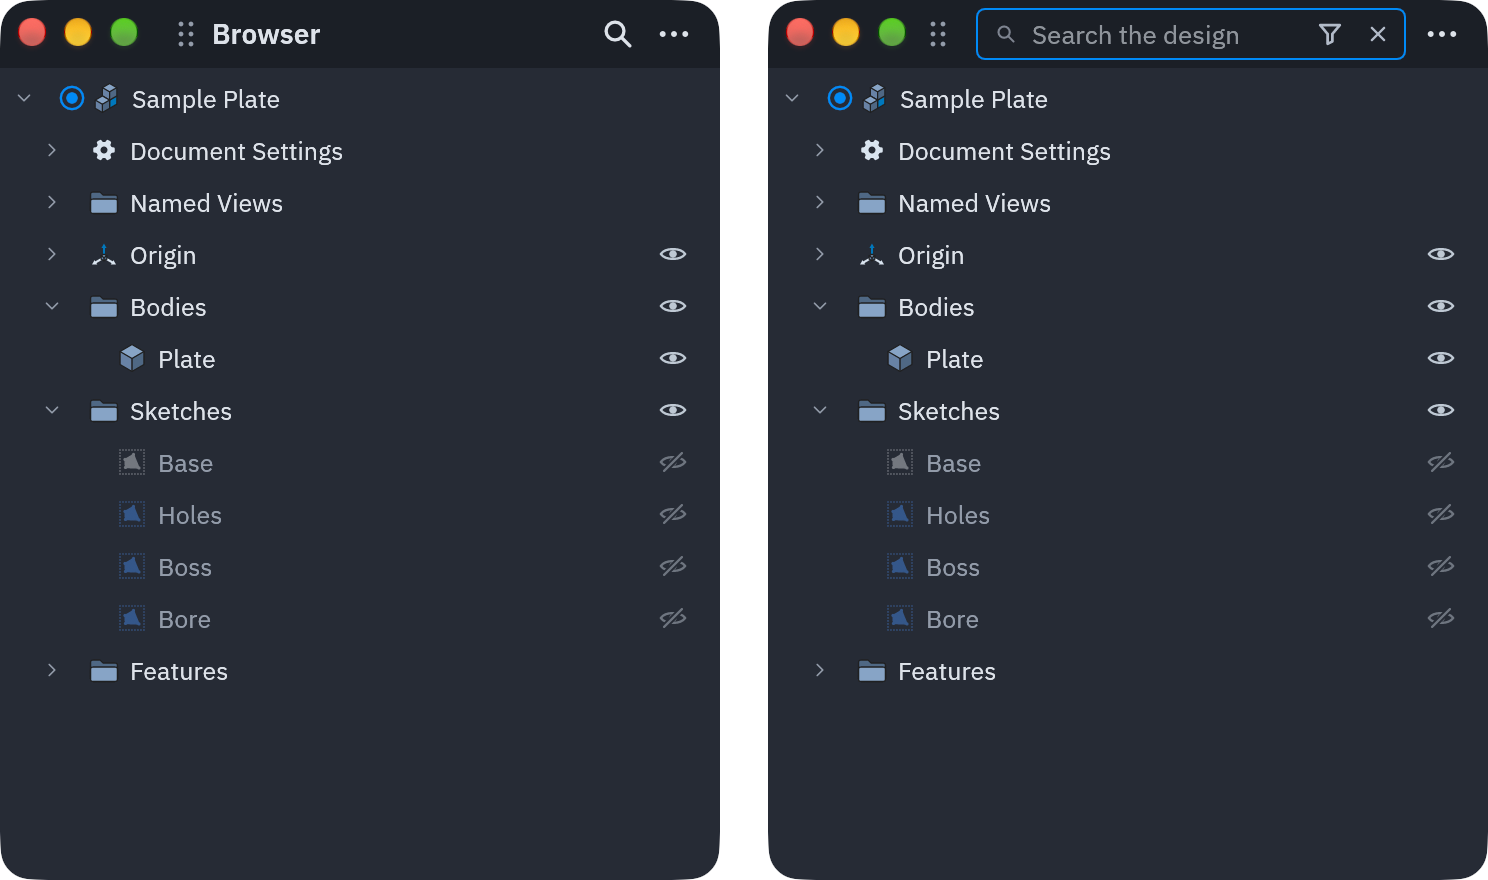 Browser
Sample Plate
Document Settings
Named Views
Origin
Bodies
Plate
Sketches
Base
Holes
Boss
Bore
Features
Search the design
Sample Plate
Document Settings
Named Views
Origin
Bodies
Plate
Sketches
Base
Holes
Boss
Bore
Features